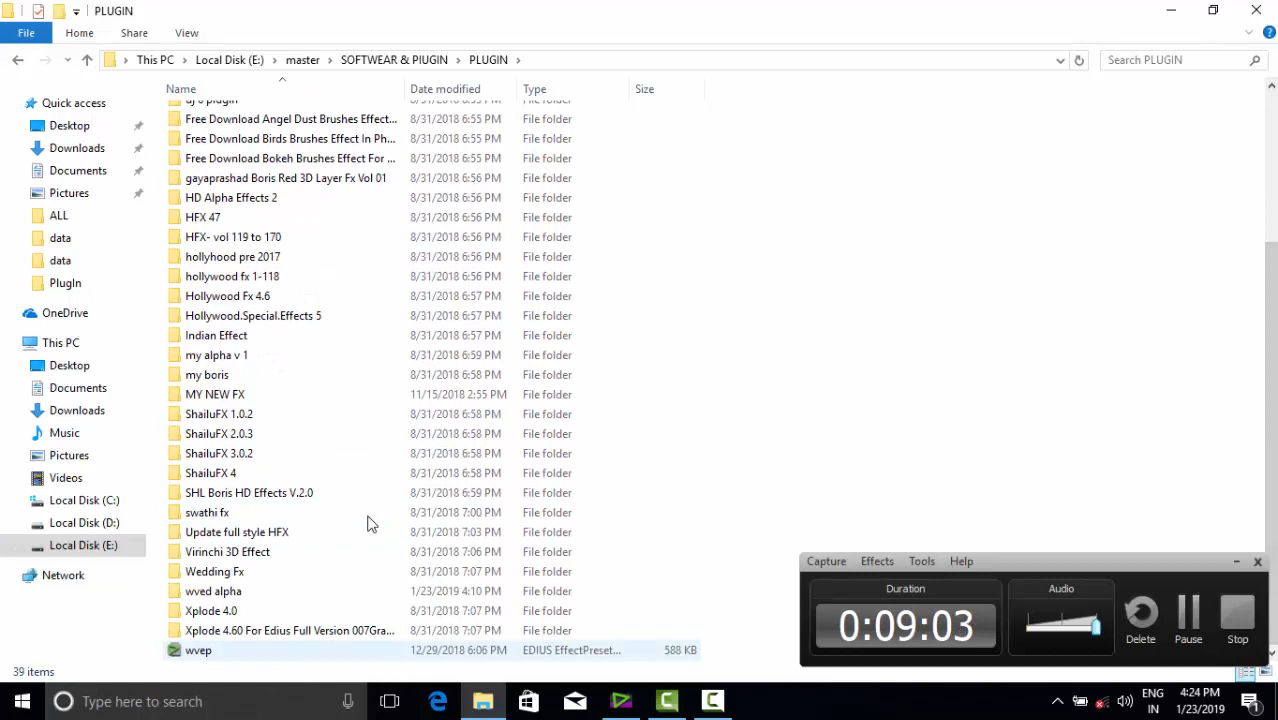 PLUGIN
File Home Share View
This PC Local Disk (E:) master SOFTWEAR & PIUGIN PLUGIN
Search PLUGIN
Name Date modified Type Size
Quick access
Desktop
Downloads
Documents
Pictures
ALL
data
data
PlugIn
OneDrive
This PC
Desktop
Documents
Downloads
Music
Pictures
Videos
Local Disk (C:)
Local Disk (D:)
Local Disk (E:)
Network
Free Download Angel Dust Brushes Effect... 8/31/2018 6:55 PM File folder
Free Download Birds Brushes Effect In Ph... 8/31/2018 6:55 PM File folder
Free Download Bokeh Brushes Effect For ... 8/31/2018 6:55 PM File folder
gayaprashad Boris Red 3D Layer Fx Vol 01 8/31/2018 6:56 PM File folder
HD Alpha Effects 2 8/31/2018 6:56 PM File folder
HFX 47 8/31/2018 6:56 PM File folder
HFX- vol 119 to 170 8/31/2018 6:56 PM File folder
hollyhood pre 2017 8/31/2018 6:56 PM File folder
hollywood fx 1-118 8/31/2018 6:56 PM File folder
Hollywood Fx 4.6 8/31/2018 6:57 PM File folder
Hollywood.Special.Effects 5 8/31/2018 6:57 PM File folder
Indian Effect 8/31/2018 6:57 PM File folder
my alpha v 1 8/31/2018 6:59 PM File folder
my boris 8/31/2018 6:58 PM File folder
MY NEW FX 11/15/2018 2:55 PM File folder
ShailuFX 1.0.2 8/31/2018 6:58 PM File folder
ShailuFX 2.0.3 8/31/2018 6:58 PM File folder
ShailuFX 3.0.2 8/31/2018 6:58 PM File folder
ShailuFX 4 8/31/2018 6:58 PM File folder
SHL Boris HD Effects V.2.0 8/31/2018 6:59 PM File folder
swathi fx 8/31/2018 7:00 PM File folder
Update full style HFX 8/31/2018 7:03 PM File folder
Virinchi 3D Effect 8/31/2018 7:06 PM File folder
Wedding Fx 8/31/2018 7:07 PM File folder
wved alpha 1/23/2019 4:10 PM File folder
Xplode 4.0 8/31/2018 7:07 PM File folder
Xplode 4.60 For Edius Full Version 007Gra... 8/31/2018 7:07 PM File folder
wvep 12/29/2018 6:06 PM EDIUS EffectPreset... 588 KB
39 items
Capture Effects Tools Help
Duration Audio
0:09:03
Delete Pause Stop
Type here to search
ENG
IN
4:24 PM
1/23/2019
1